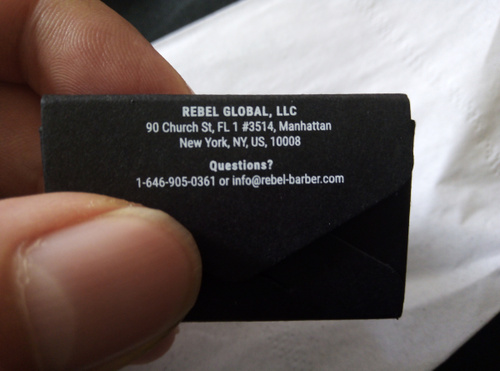 REBEL GLOBAL, LLC
90 Church St, FL 1 #3514, Manhattan
New York, NY, US, 10008
Questions?
1-646-905-0361 or info@rebel-barber.com